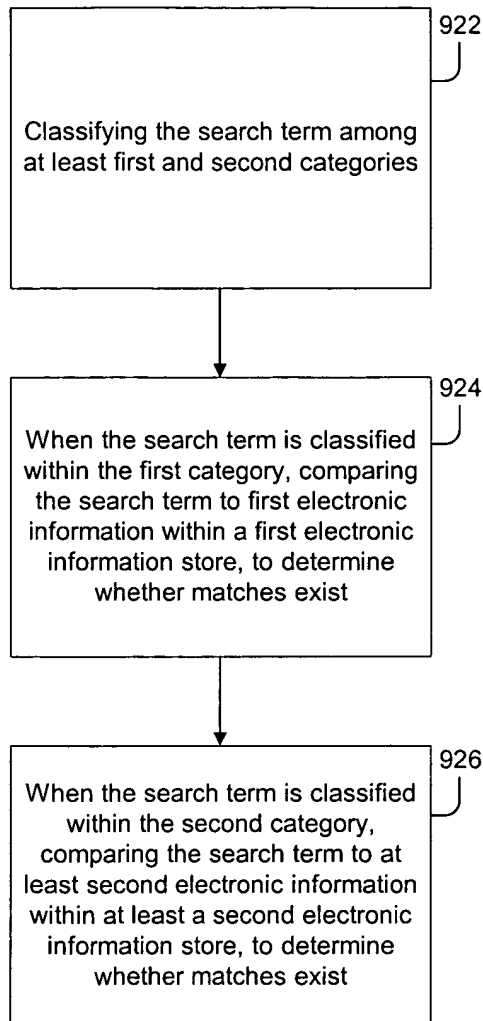 922
Classifying the search term among
at least first and second categories
924
When the search term is classified
within the first category, comparing
the search term to first electronic
information within a first electronic
information store, to determine
whether matches exist
926
When the search term is classified
within the second category,
comparing the search term to at
least second electronic information
within at least a second electronic
information store, to determine
whether matches exist